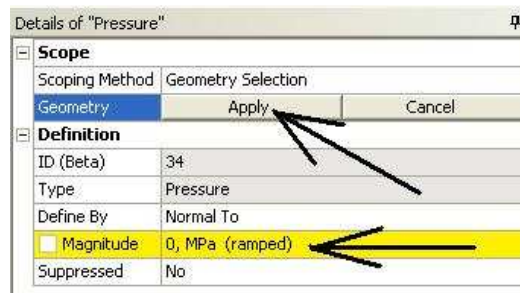 Details of "Pressure"
Scope
Scoping Method Geometry Selection
Geometry Apply Cancel
Definition
ID (Beta) 34
Type Pressure
Define By Normal To
Magnitude 0, MPa (ramped)
Suppressed No